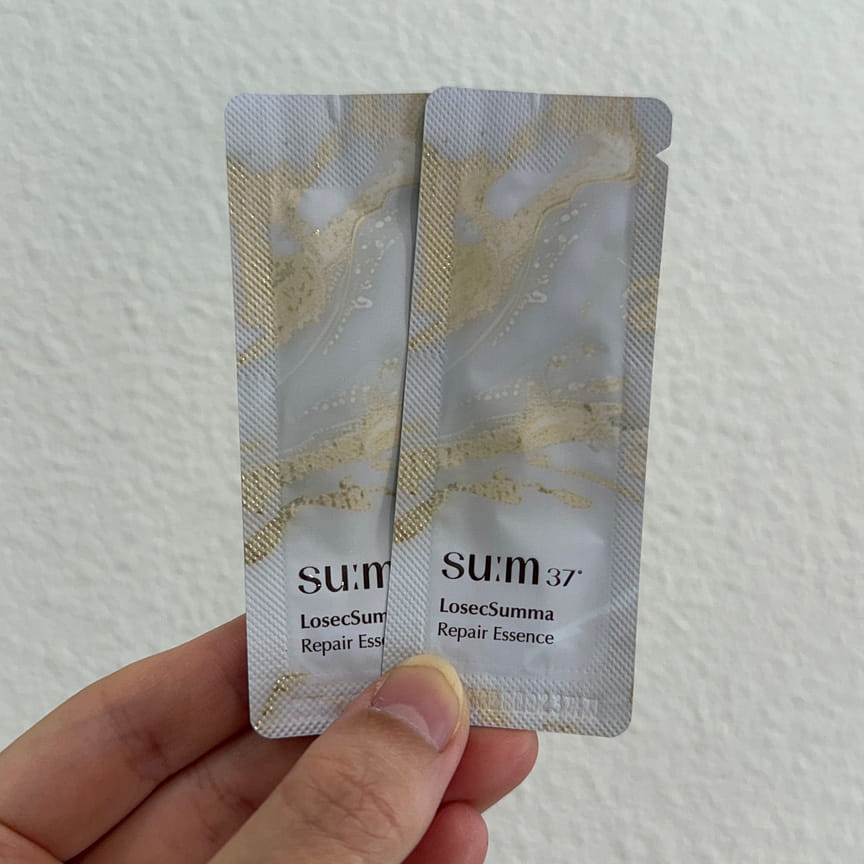 su:m
LosecSum
Repair Esse
su:m 37°
LosecSumma
Repair Essence